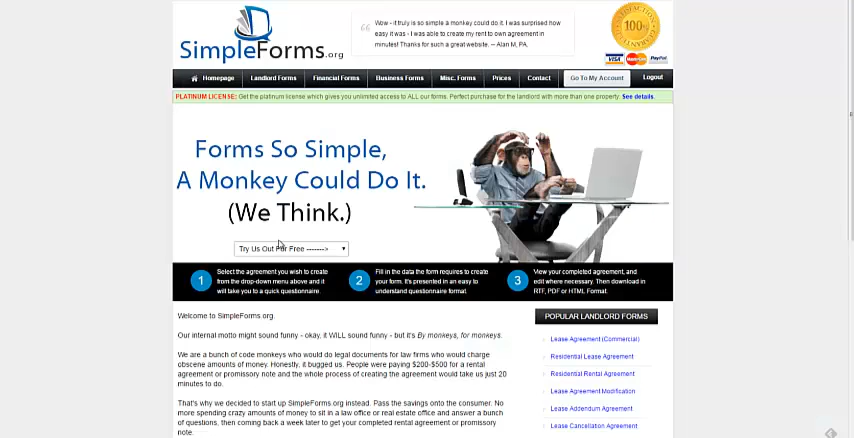 SimpleForms.org
Wow - it truly is so simple a monkey could do it. I was surprised how
easy it was - I was able to create my rent to own agreement in
minutes! Thanks for such a great website. -- Alan M, PA.
100%
VISA MasterCard PayPal
Homepage Landlord Forms Financial Forms Business Forms Misc. Forms Prices Contact Go To My Account Logout
PLATINUM LICENSE: Get the platinum license which gives you unlimited access to ALL our forms. Perfect purchase for the landlord with more than one property. See details.
Forms So Simple,
A Monkey Could Do It.
(We Think.)
Try Us Out For Free ------->
1 Select the agreement you wish to create
from the drop-down menu above and it
will take you to a quick questionnaire.
2 Fill in the data the form requires to create
your form. It's presented in an easy to
understand questionnaire format.
3 View your completed agreement, and
edit where necessary. Then download in
RTF, PDF or HTML Format.
Welcome to SimpleForms.org.
Our internal motto might sound funny - okay, it WILL sound funny - but it's By monkeys, for monkeys.
We are a bunch of code monkeys who would do legal documents for law firms who would charge
obscene amounts of money. Honestly, it bugged us. People were paying $200-$500 for a rental
agreement or promissory note and the whole process of creating the agreement would take us just 20
minutes to do.
That's why we decided to start up SimpleForms.org instead. Pass the savings onto the consumer. No
more spending crazy amounts of money to sit in a law office or real estate office and answer a bunch
of questions, then coming back a week later to get your completed rental agreement or promissory
note.
POPULAR LANDLORD FORMS
Lease Agreement (Commercial)
Residential Lease Agreement
Residential Rental Agreement
Lease Agreement Modification
Lease Addendum Agreement
Lease Cancellation Agreement